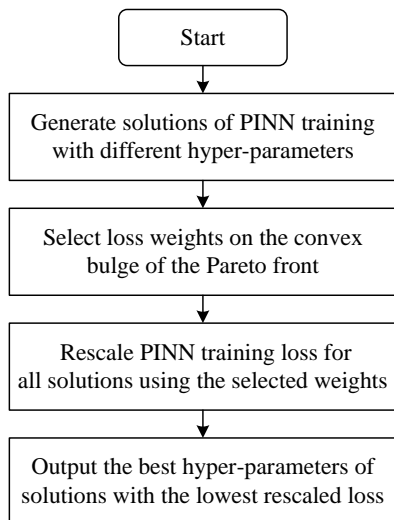 Start
Generate solutions of PINN training
with different hyper-parameters
Select loss weights on the convex
bulge of the Pareto front
Rescale PINN training loss for
all solutions using the selected weights
Output the best hyper-parameters of
solutions with the lowest rescaled loss